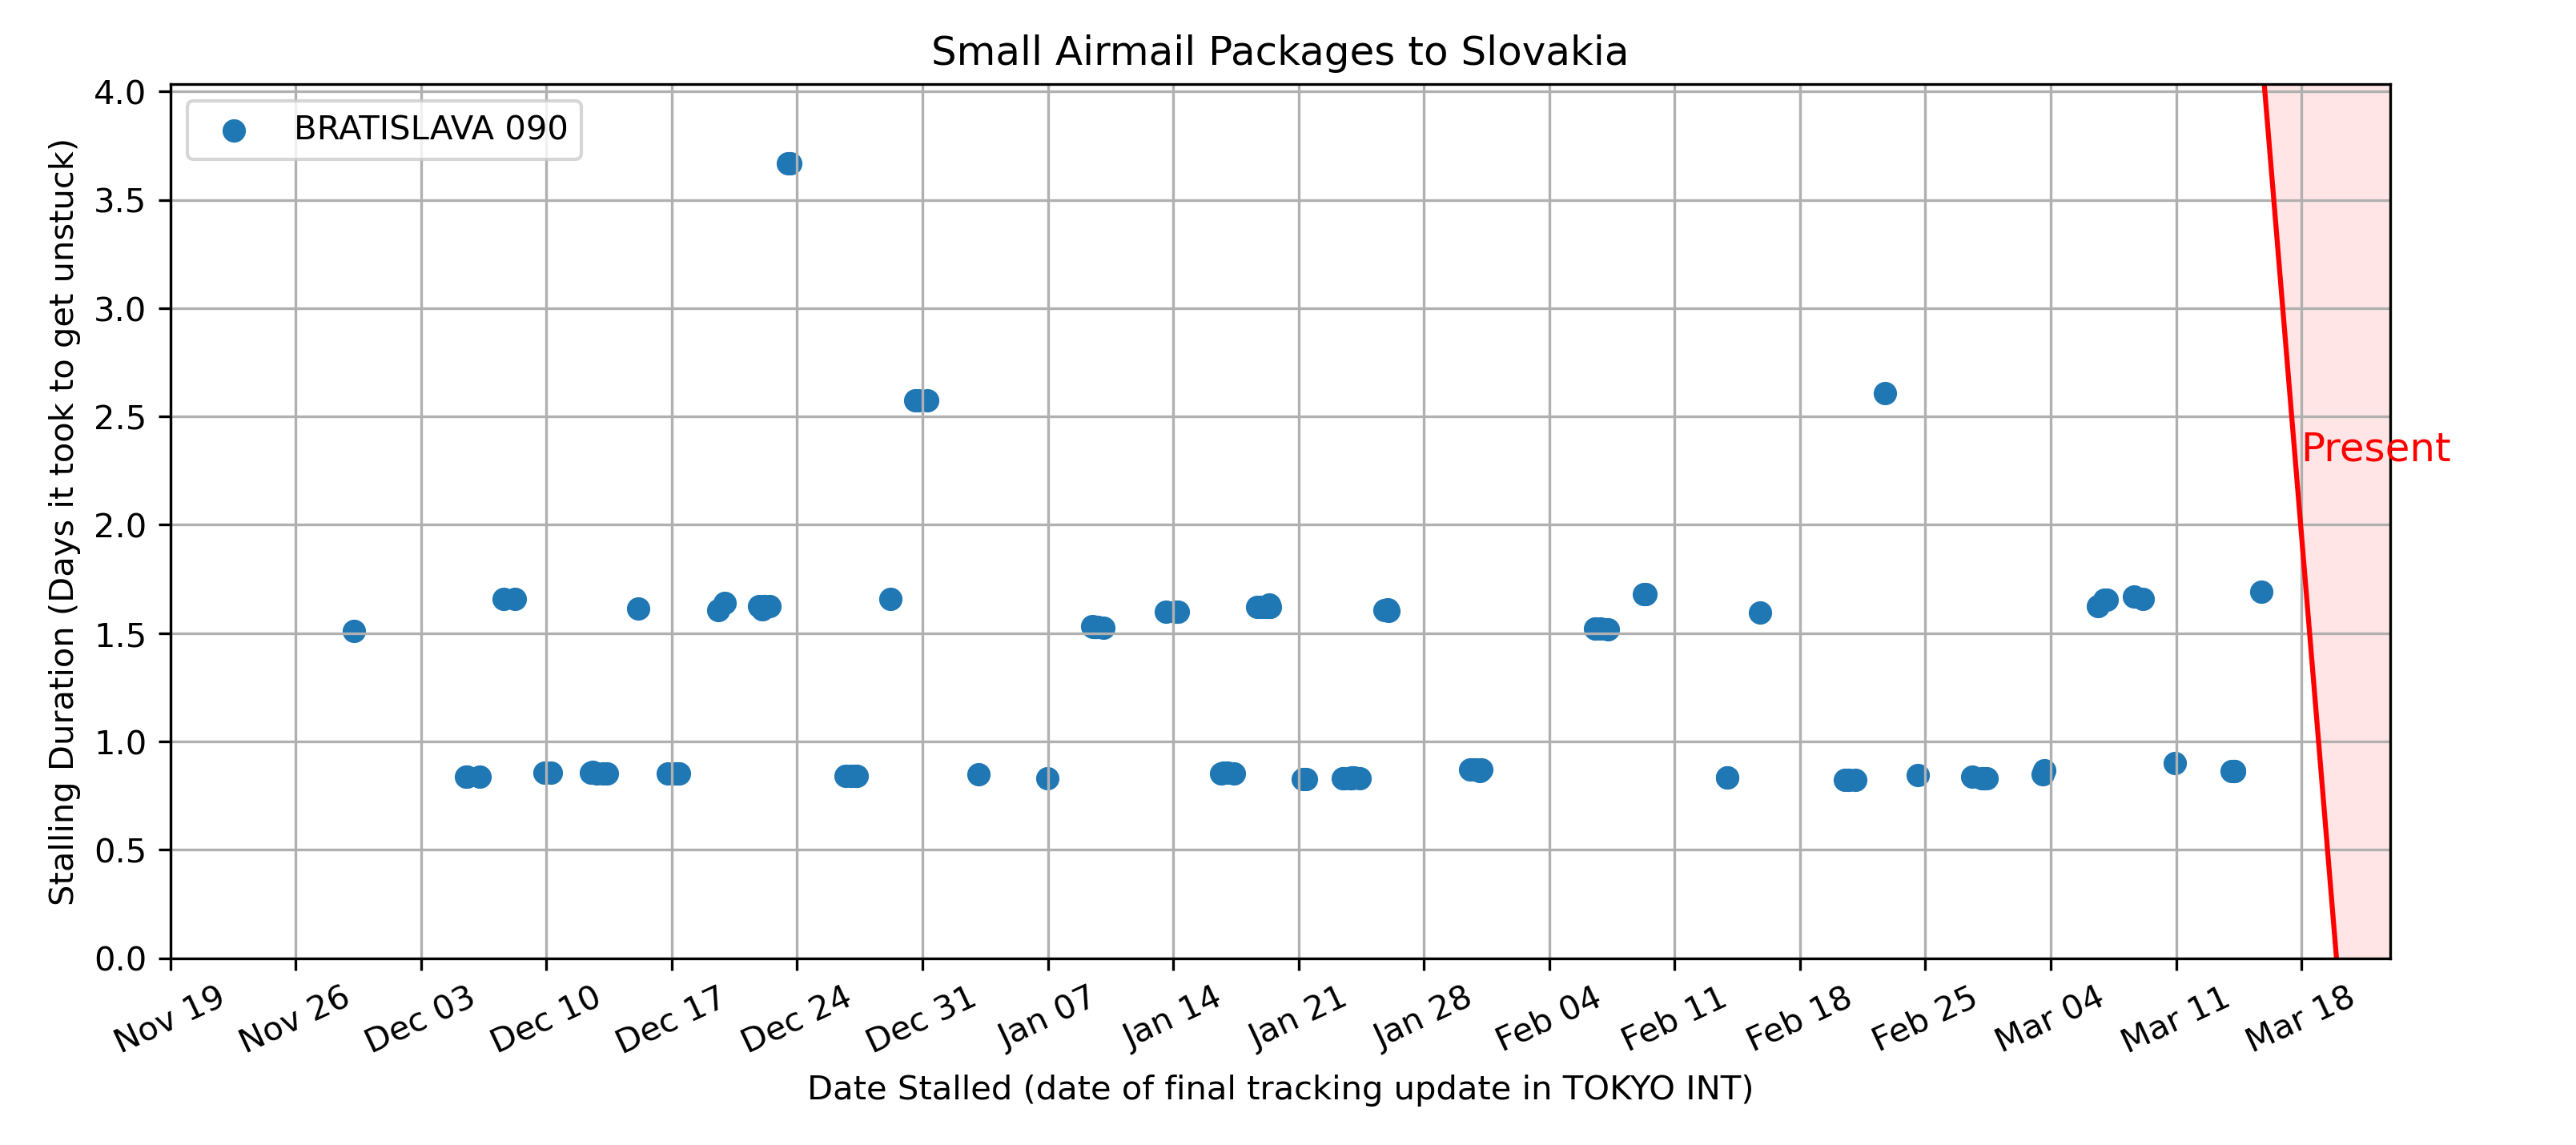 Small Airmail Packages to Slovakia
BRATISLAVA 090
Stalling Duration (Days it took to get unstuck)
4.0
3.5
3.0
2.5
2.0
1.5
1.0
0.5
0.0
Present
Nov 19 Nov 26 Dec 03 Dec 10 Dec 17 Dec 24 Dec 31 Jan 07 Jan 14 Jan 21 Jan 28 Feb 04 Feb 11 Feb 18 Feb 25 Mar 04 Mar 11 Mar 18
Date Stalled (date of final tracking update in TOKYO INT)